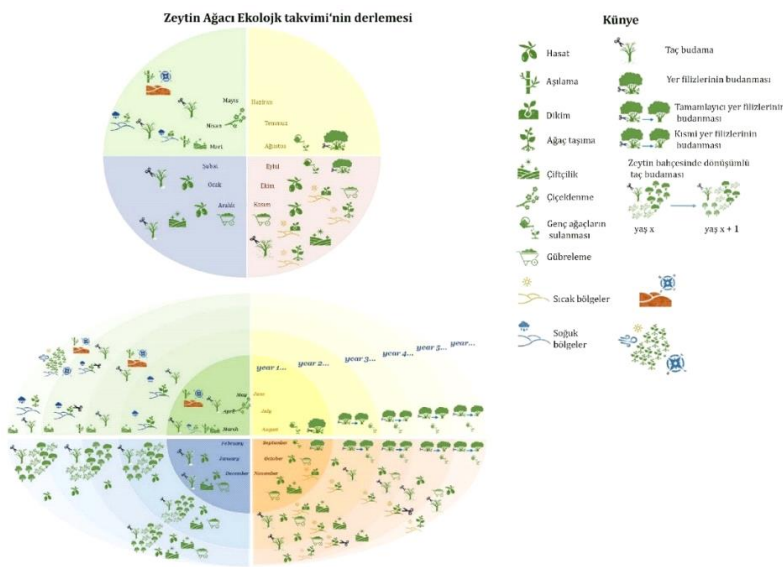 Zeytin Ağacı Ekolojk takvimi'nin derlemesi
Mayıs
Nisan
Mart
Haziran
Temmuz
Ağustos
Şubat
Ocak
Aralık
Eylül
Ekim
Kasım
year 1...
year 2...
year 3...
year 4...
year 5...
year...
May
April
March
June
July
August
February
January
December
September
October
November
Künye
Hasat
Aşılama
Dikim
Ağaç taşıma
Çiftçilik
Çiçeldenme
Genç ağaçların
sulanması
Gübreleme
Sıcak bölgeler
Soğuk
bölgeler
Taç budama
Yer filizlerinin budanması
Tamamlayıcı yer filizlerin
budanması
Kısmi yer filizlerinin
budanması
Zeytin bahçesinde dönüşümlü
taç budaması
yaş x
yaş x + 1